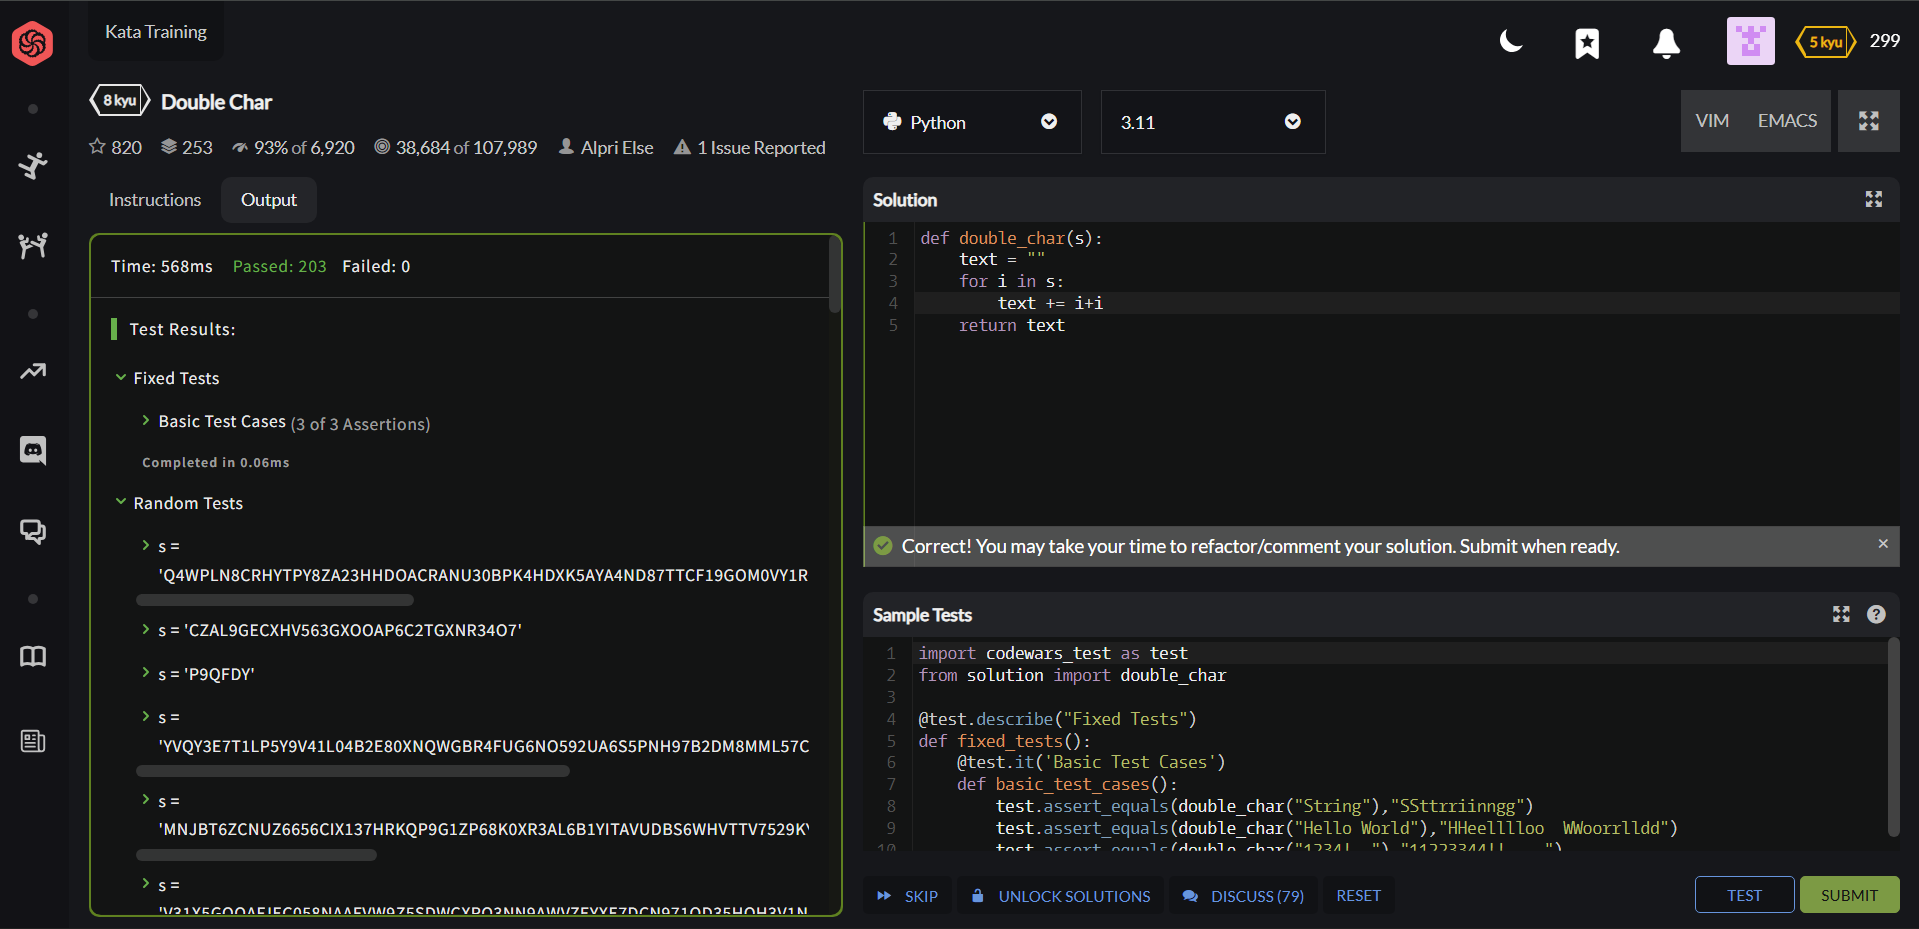 Kata Training
5 kyu 299
8 kyu Double Char
820 253 93% of 6,920 38,684 of 107,989 Alpri Else 1 Issue Reported
Python
3.11
VIM EMACS
Instructions Output
Time: 568ms Passed: 203 Failed: 0
Test Results:
Fixed Tests
Basic Test Cases (3 of 3 Assertions)
Completed in 0.06ms
Random Tests
s =
'Q4WPLN8CRHYTPY8ZA23HHDOACRANU30BPK4HDXK5AYA4ND87TTCF19GOM0VY1R
s = 'CZAL9GECXHV563GXOOAP6C2TGXNR34O7'
s = 'P9QFDY'
s =
'YVQY3E7T1LP5Y9V41L04B2E80XNQWGBR4FUG6NO592UA6S5PNH97B2DM8MML57C
s =
'MNJBT6ZCNUZ6656CIX137HRKQP9G1ZP68K0XR3AL6B1YITAVUDBS6WHVTTV7529KY
s =
Solution
1 def double_char(s):
2 text = ""
3 for i in s:
4 text += i+i
5 return text
Correct! You may take your time to refactor/comment your solution. Submit when ready.
Sample Tests
1 import codewars_test as test
2 from solution import double_char
3
4 @test.describe("Fixed Tests")
5 def fixed_tests():
6 @test.it('Basic Test Cases')
7 def basic_test_cases():
8 test.assert_equals(double_char("String"),"SSttrriinngg")
9 test.assert_equals(double_char("Hello World"),"HHeelllloo  WWoorrlldd")
10 test.assert_equals(double_char("1234!_ "),"11223344!!__  ")
SKIP UNLOCK SOLUTIONS DISCUSS (79) RESET
TEST SUBMIT